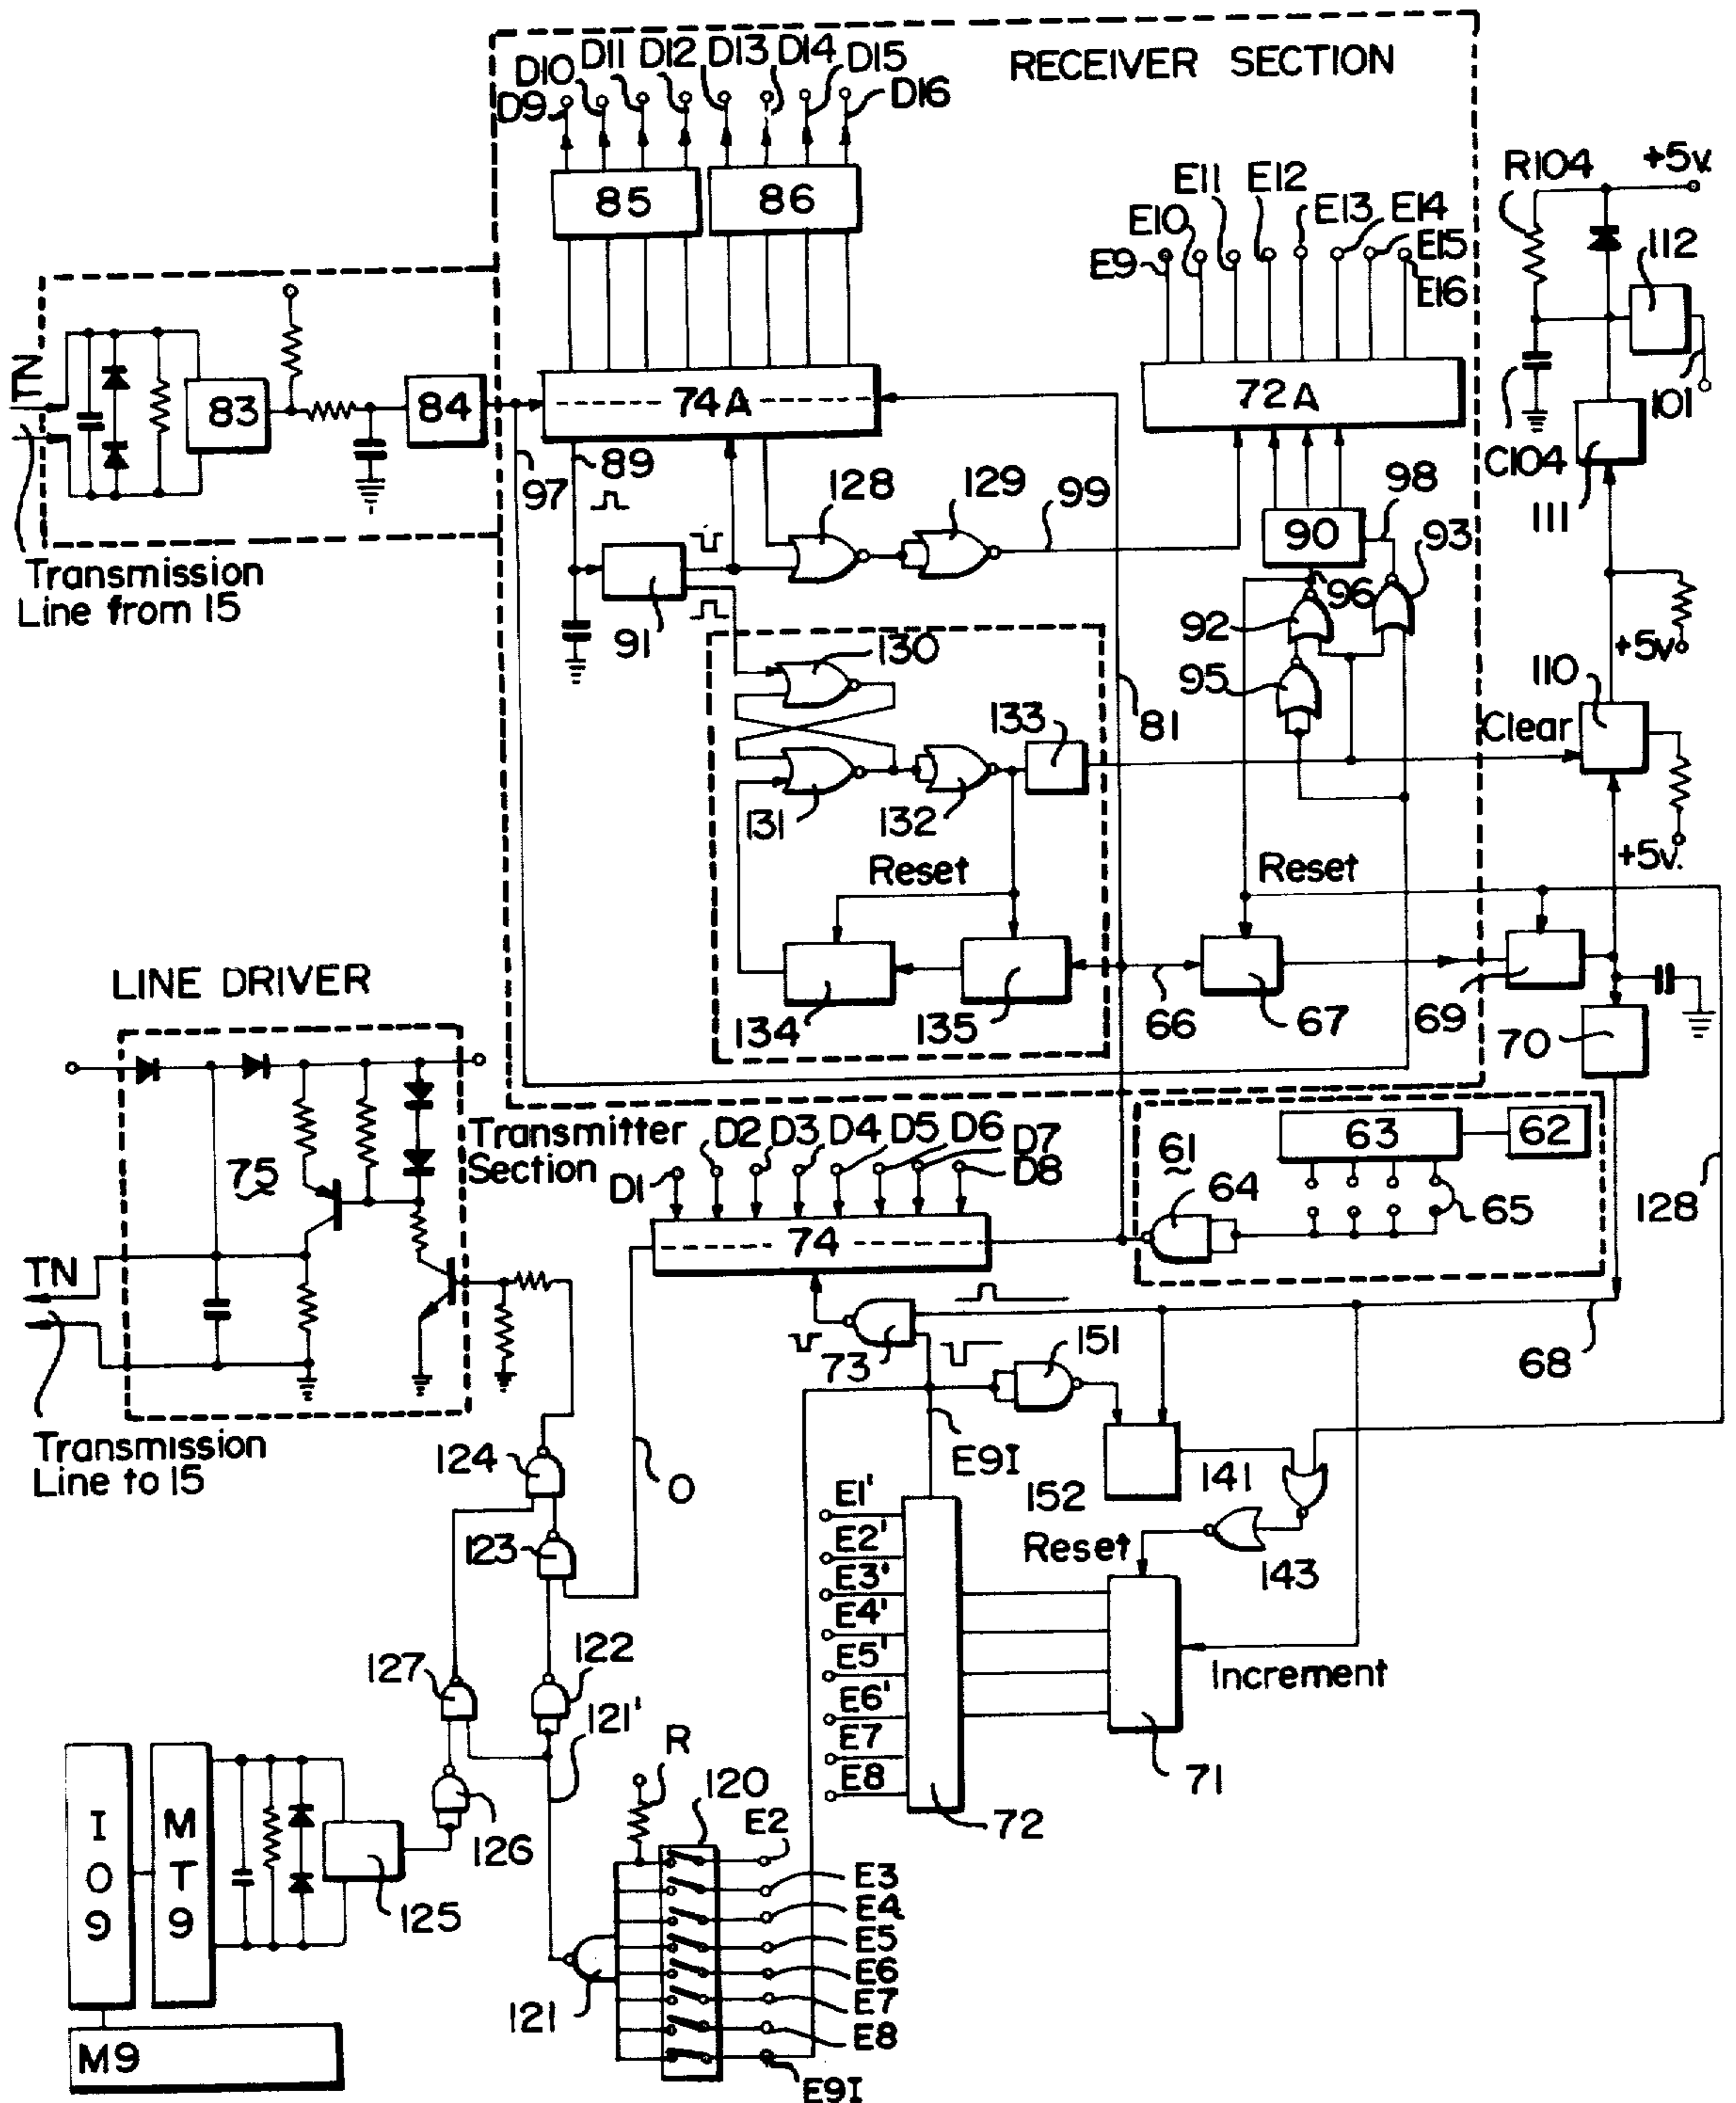 RECEIVER SECTION
D9 D10 D11 D12 D13 D14 D15 D16
85 86
E9 E10 E11 E12 E13 E14 E15 E16
R104 +5v.
112
101
C104
111
TN
83
84
74A
72A
89
97
128 129 99
98
90
93
96
92
95
91
Transmission
Line from 15
130
133
81
131 132
+5v
110
Clear
+5v.
Reset
Reset
134 135 66 67 69
70
LINE DRIVER
75
TN
Transmission
Line to 15
Transmitter
Section
D1 D2 D3 D4 D5 D6 D7 D8
74
61
63 62
64
65
128
73
68
151
E9I
152
141
143
Reset
124
O
123
E1'
E2'
E3'
E4'
E5'
E6'
E7
E8
Increment
72
71
127
122
121'
R
120
I
O
9
M
T
9
125
126
121
E2
E3
E4
E5
E6
E7
E8
E9I
M9